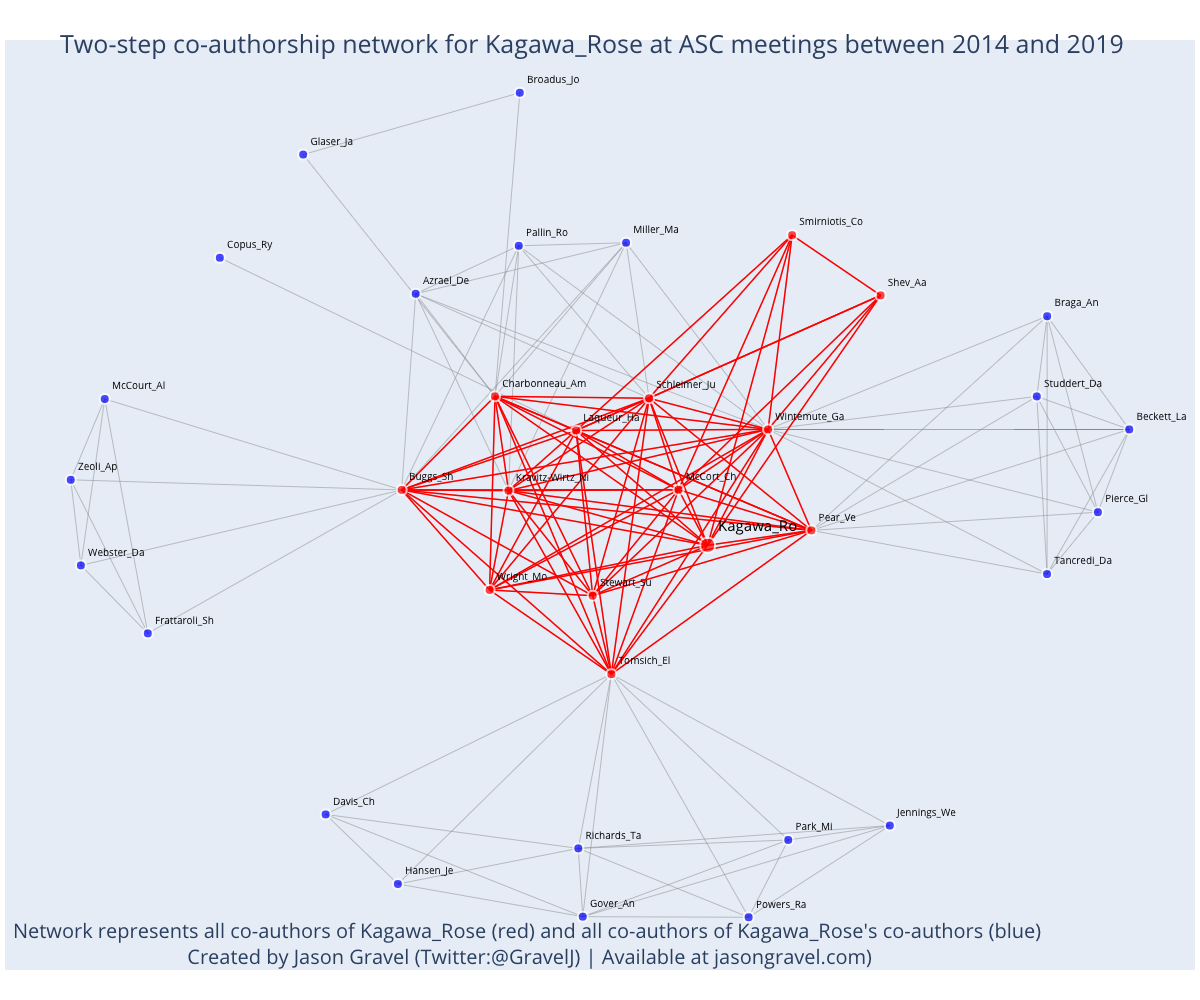 Two-step co-authorship network for Kagawa_Rose at ASC meetings between 2014 and 2019
Broadus_Jo
Glaser_Ja
Smirniotis_Co
Pallin_Ro
Miller_Ma
Copus_Ry
Azrael_De
Shev_Aa
Braga_An
McCourt_Al
Charbonneau_Am
Schleimer_Ju
Studdert_Da
Laqueur_Ha
Wintemute_Ga
Beckett_La
Zeoli_Ap
Buggs_Sh
Kravitz-Wirtz_Ni
McCort_Ch
Pierce_Gl
Kagawa_Ro
Pear_Ve
Webster_Da
Tancredi_Da
Wright_Mo
Stewart_Su
Frattaroli_Sh
Tomsich_El
Davis_Ch
Jennings_We
Richards_Ta
Park_Mi
Hansen_Je
Gover_An
Powers_Ra
Network represents all co-authors of Kagawa_Rose (red) and all co-authors of Kagawa_Rose's co-authors (blue)
Created by Jason Gravel (Twitter:@GravelJ) | Available at jasongravel.com)